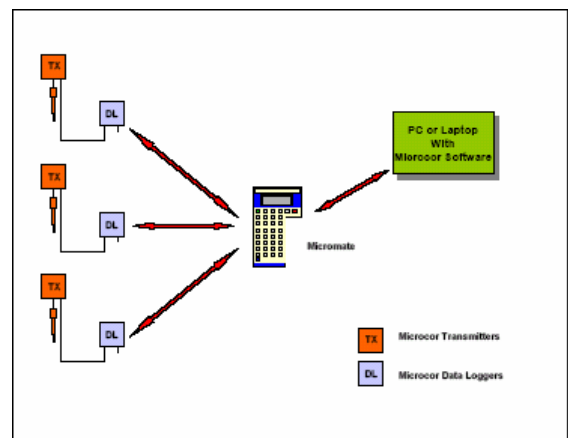 TX
DL
PC or Laptop
With
Microcor Software
TX
DL
Micromate
TX
DL
TX Microcor Transmitters
DL Microcor Data Loggers